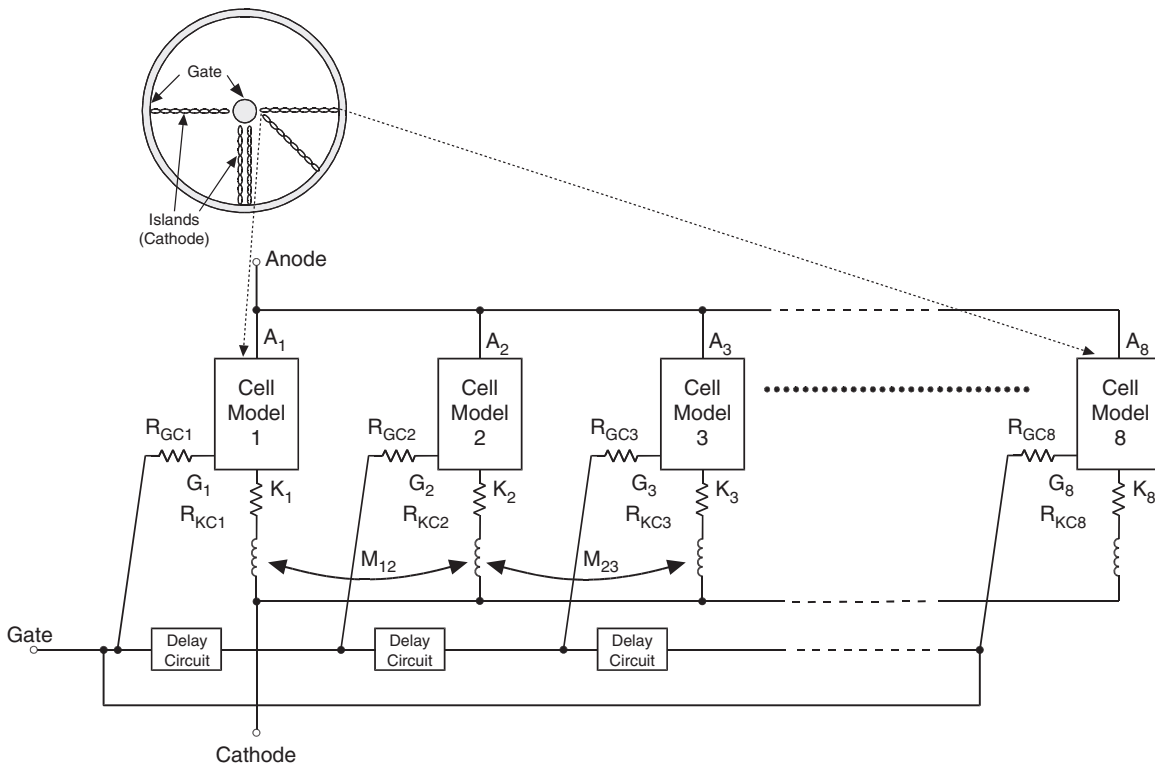 Gate
Islands
(Cathode)
Anode
A1
A2
A3
A8
Cell
Model
1
Cell
Model
2
Cell
Model
3
Cell
Model
8
RGC1
RGC2
RGC3
RGC8
G1
K1
G2
K2
G3
K3
G8
K8
RKC1
RKC2
RKC3
RKC8
M12
M23
Gate
Delay
Circuit
Delay
Circuit
Delay
Circuit
Cathode